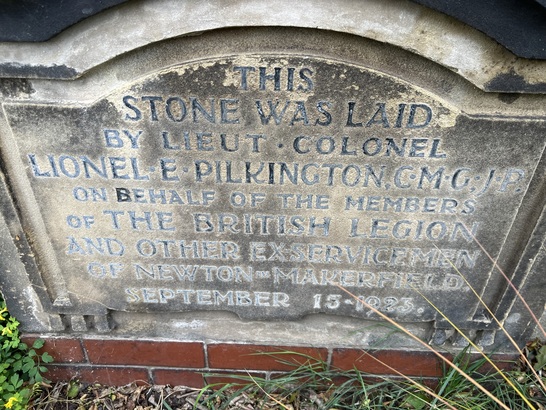 THIS
STONE WAS LAID
BY LIEUT · COLONEL
LIONEL · E · PILKINGTON, C.M.G; J.P.
ON BEHALF OF THE MEMBERS
OF THE BRITISH LEGION
AND OTHER EX-SERVICEMEN
OF NEWTON-IN-MAKERFIELD.
SEPTEMBER 15-1923.